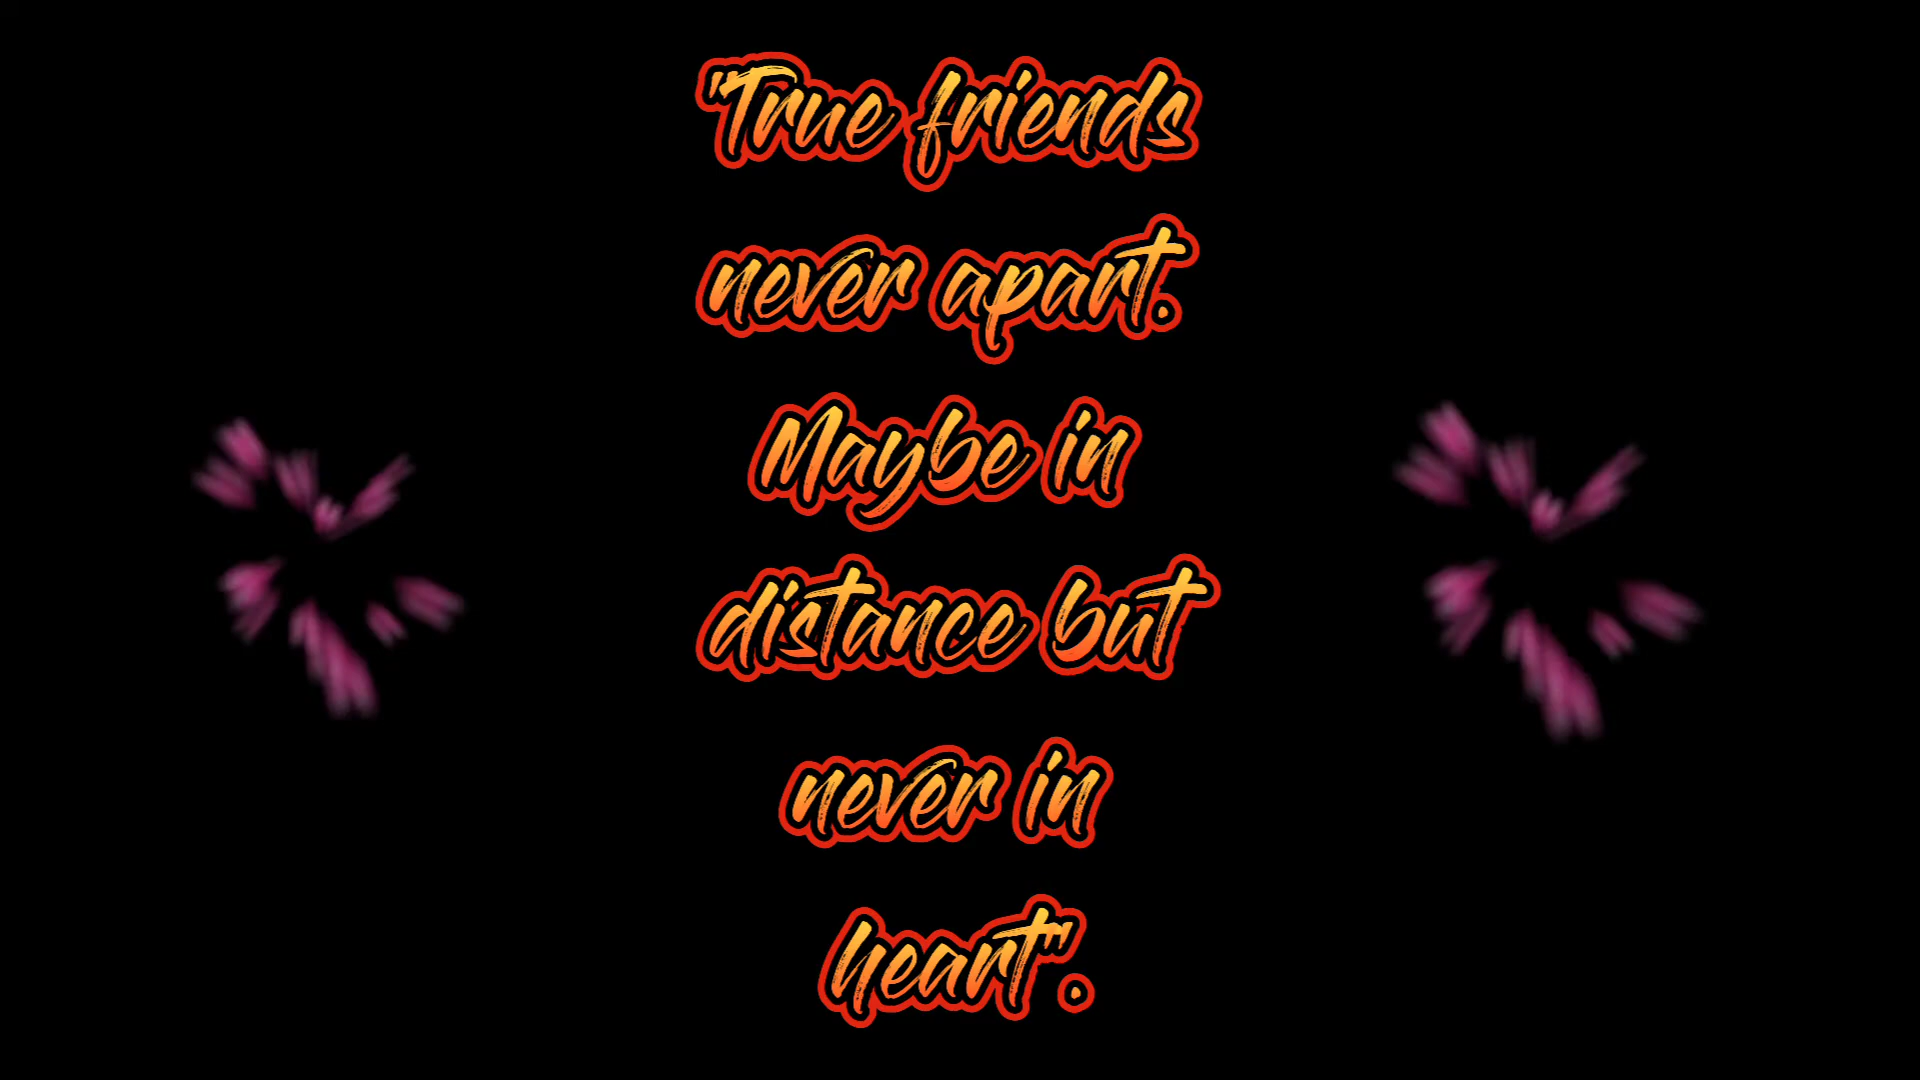 "True friends
never apart.
Maybe in
distance but
never in
heart".